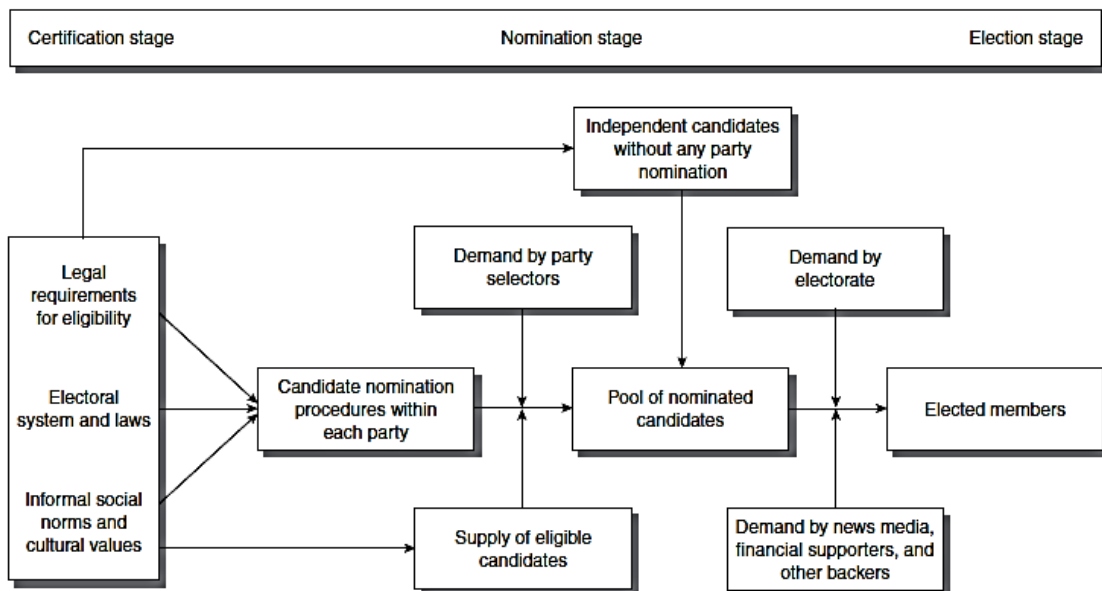 Certification stage Nomination stage Election stage
Independent candidates
without any party
nomination
Demand by party
selectors
Demand by
electorate
Legal
requirements
for eligibility
Electoral
system and laws
Informal social
norms and
cultural values
Candidate nomination
procedures within
each party
Pool of nominated
candidates
Elected members
Supply of eligible
candidates
Demand by news media,
financial supporters, and
other backers